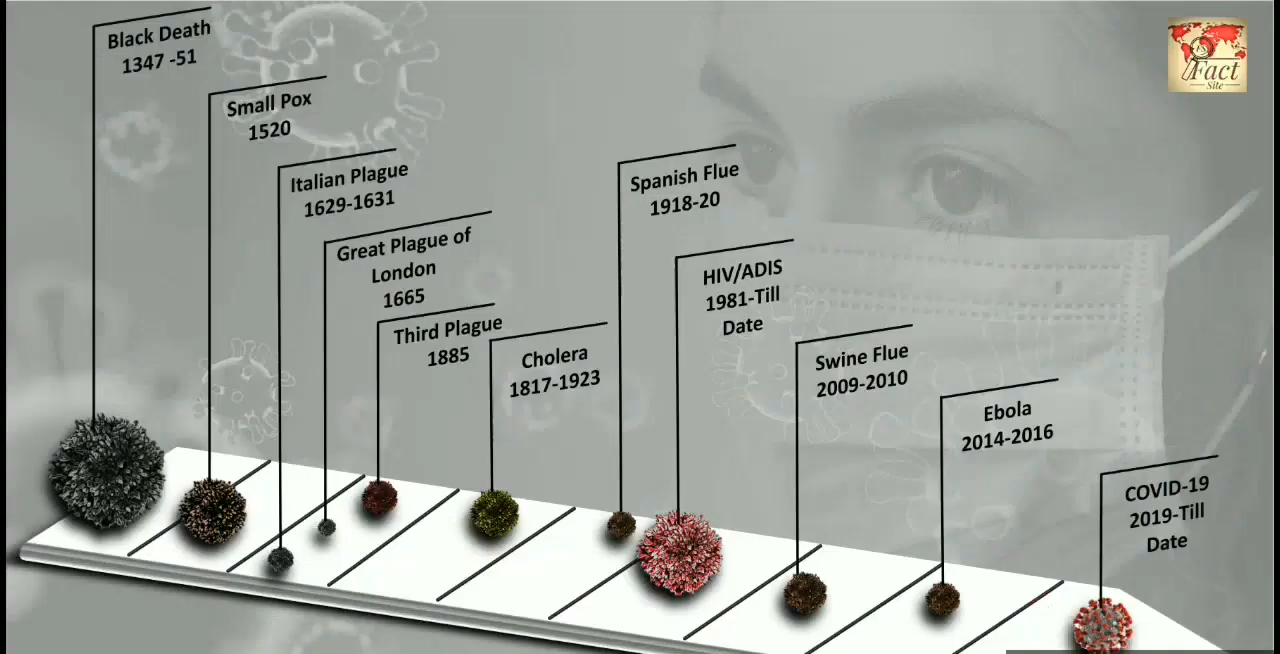 Black Death
1347 -51
Small Pox
1520
Italian Plague
1629-1631
Great Plague of
London
1665
Third Plague
1885
Cholera
1817-1923
Spanish Flue
1918-20
HIV/ADIS
1981-Till
Date
Swine Flue
2009-2010
Ebola
2014-2016
COVID-19
2019-Till
Date
Fact
Site